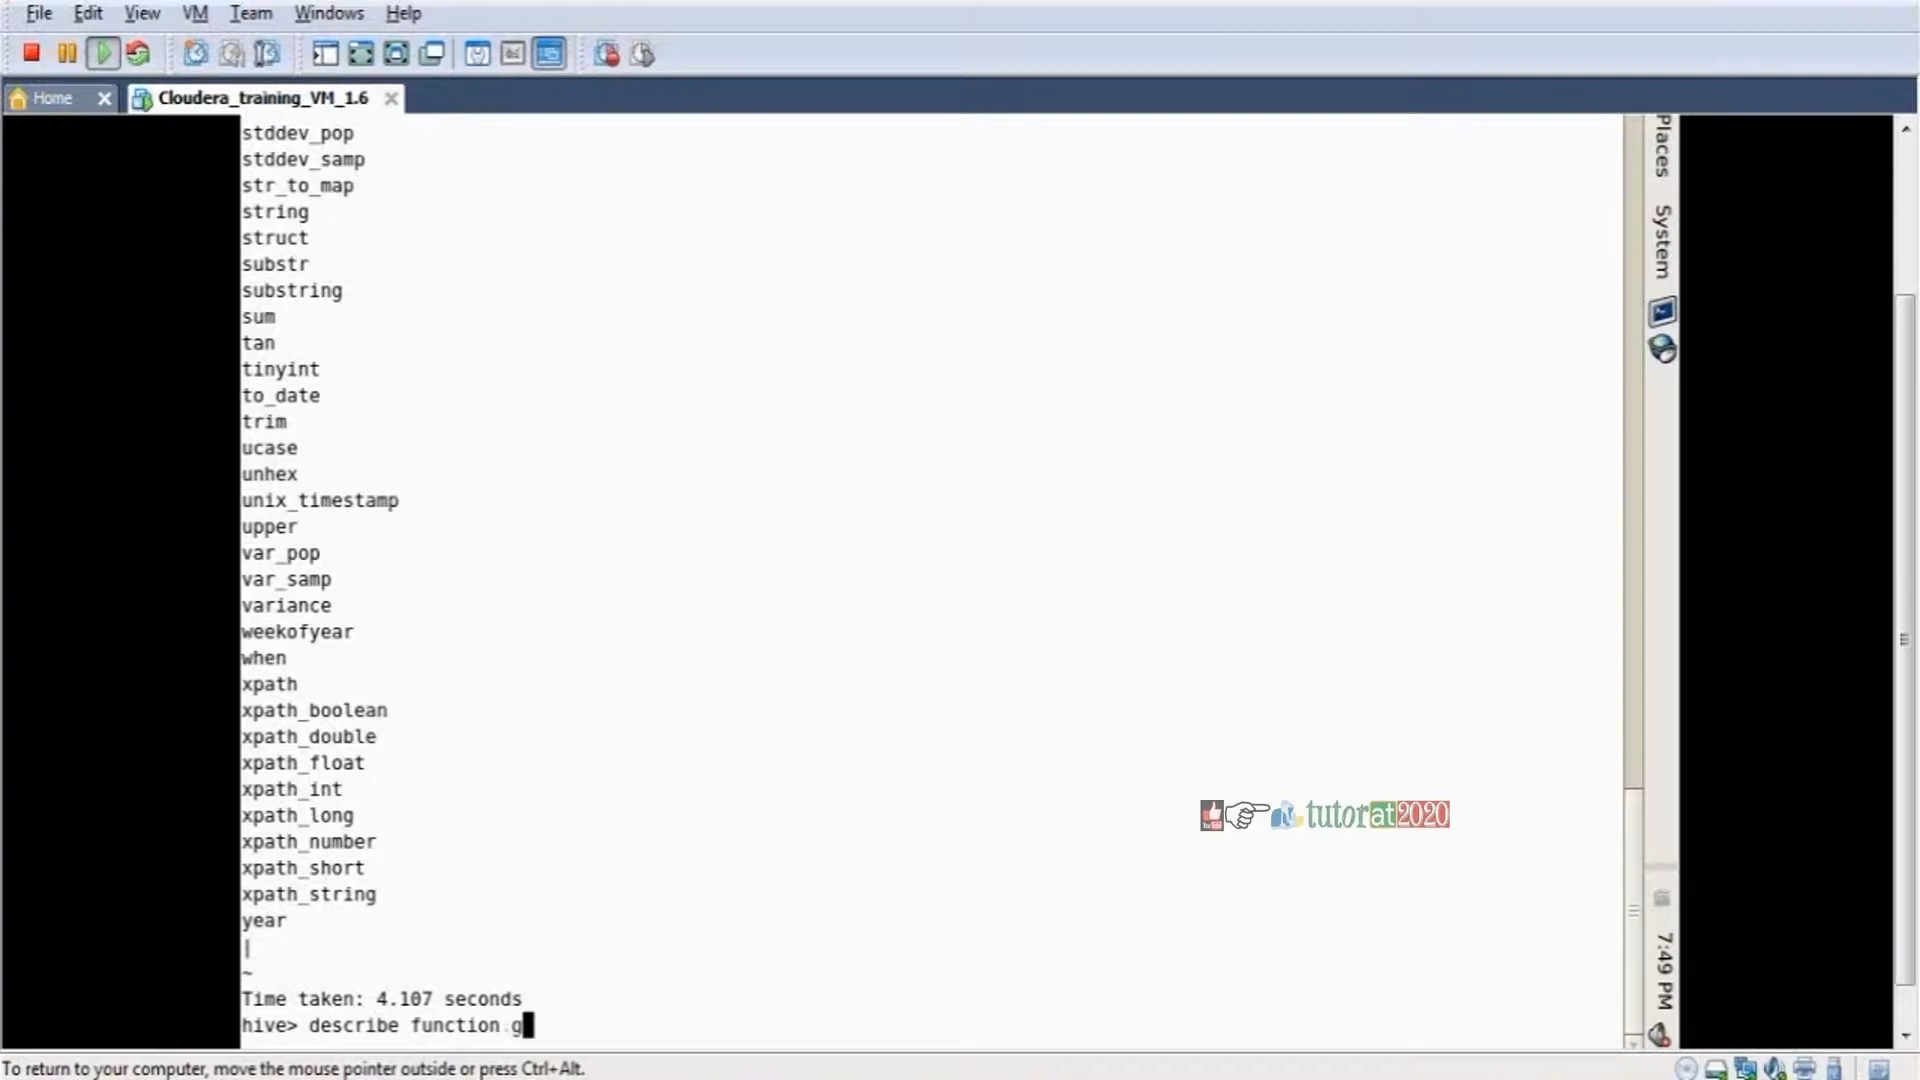 File Edit View VM Team Windows Help
Home
Cloudera_training_VM_1.6
stddev_pop
stddev_samp
str_to_map
string
struct
substr
substring
sum
tan
tinyint
to_date
trim
ucase
unhex
unix_timestamp
upper
var_pop
var_samp
variance
weekofyear
when
xpath
xpath_boolean
xpath_double
xpath_float
xpath_int
xpath_long
xpath_number
xpath_short
xpath_string
year
|
~
Time taken: 4.107 seconds
hive> describe function g
Places System
7:49 PM
tutorat2020
To return to your computer, move the mouse pointer outside or press Ctrl+Alt.